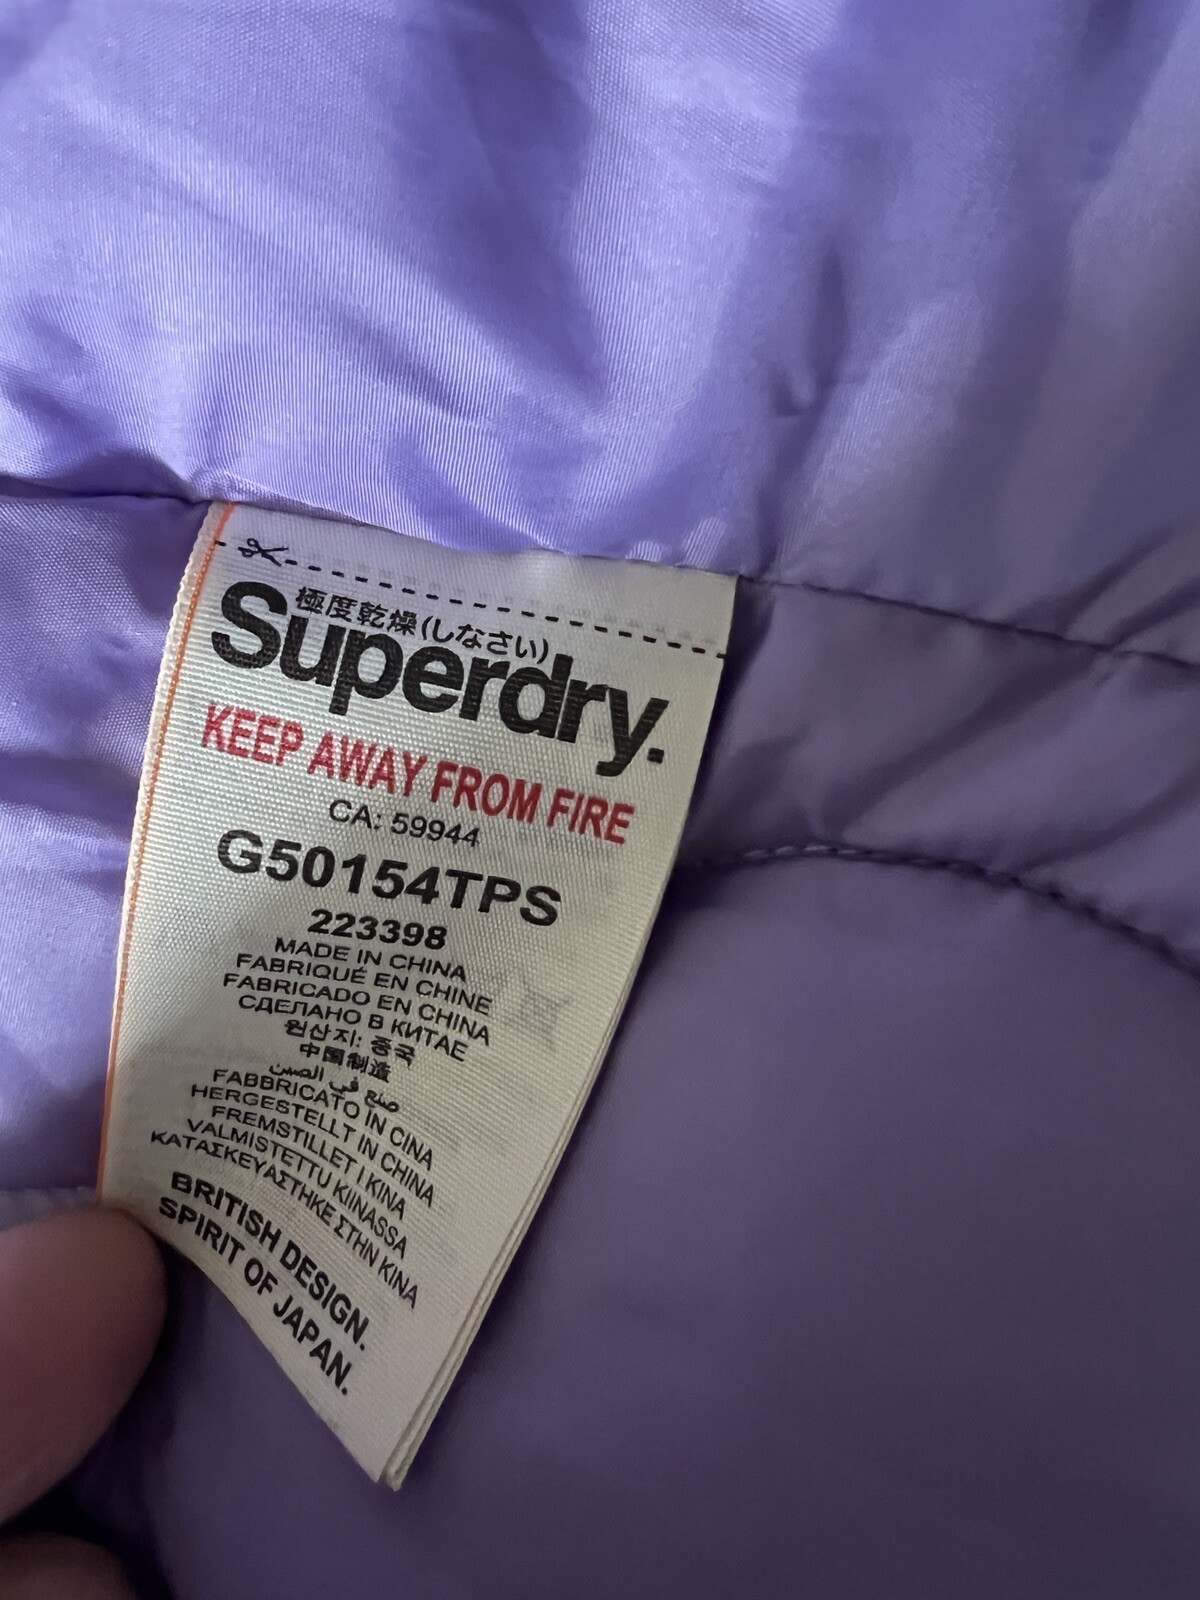 極度乾燥(しなさい)
Superdry.
KEEP AWAY FROM FIRE
CA: 59944
G50154TPS
223398
MADE IN CHINA
FABRIQUÉ EN CHINE
FABRICADO EN CHINA
СДЕЛАНО В КИТАЕ
원산지: 중국
中国制造
صنع في الصين
FABBRICATO IN CINA
HERGESTELLT IN CHINA
FREMSTILLET I KINA
VALMISTETTU KIINASSA
ΚΑΤΑΣΚΕΥΑΣΤΗΚΕ ΣΤΗΝ ΚΙΝΑ
BRITISH DESIGN.
SPIRIT OF JAPAN.